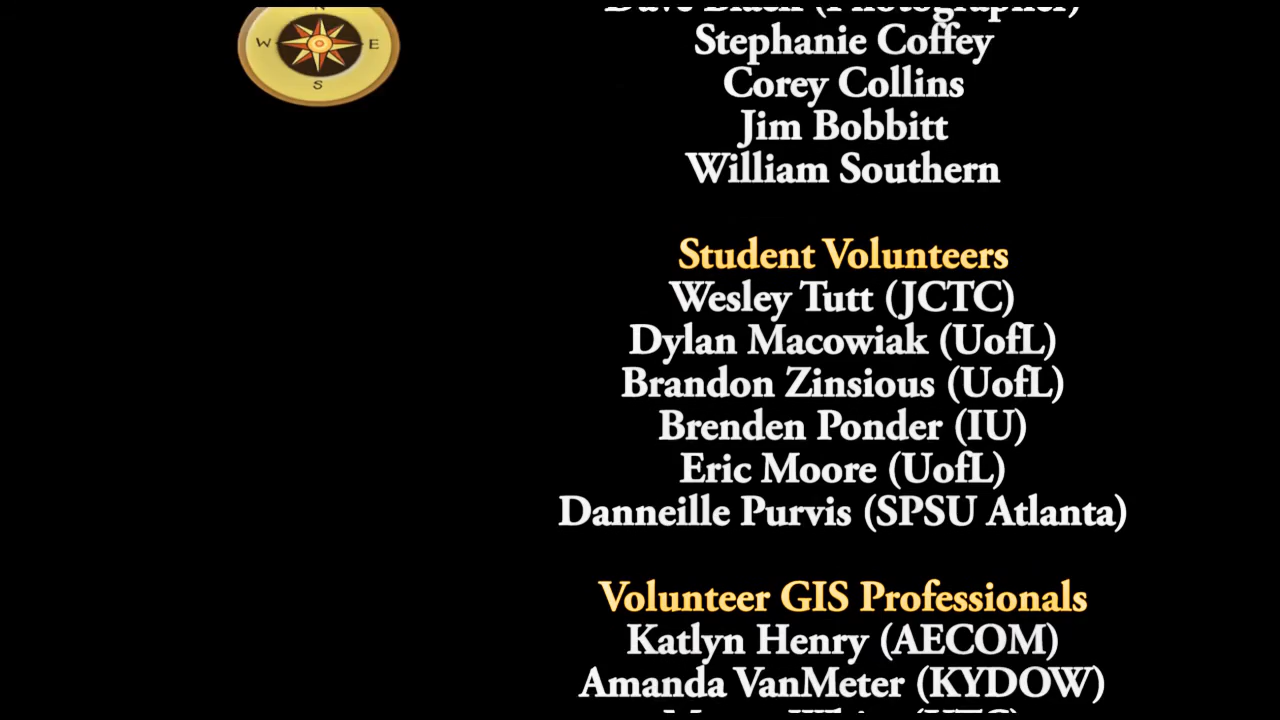 N
W E
S
(Photographer)
Stephanie Coffey
Corey Collins
Jim Bobbitt
William Southern
Student Volunteers
Wesley Tutt (JCTC)
Dylan Macowiak (UofL)
Brandon Zinsious (UofL)
Brenden Ponder (IU)
Eric Moore (UofL)
Danneille Purvis (SPSU Atlanta)
Volunteer GIS Professionals
Katlyn Henry (AECOM)
Amanda VanMeter (KYDOW)